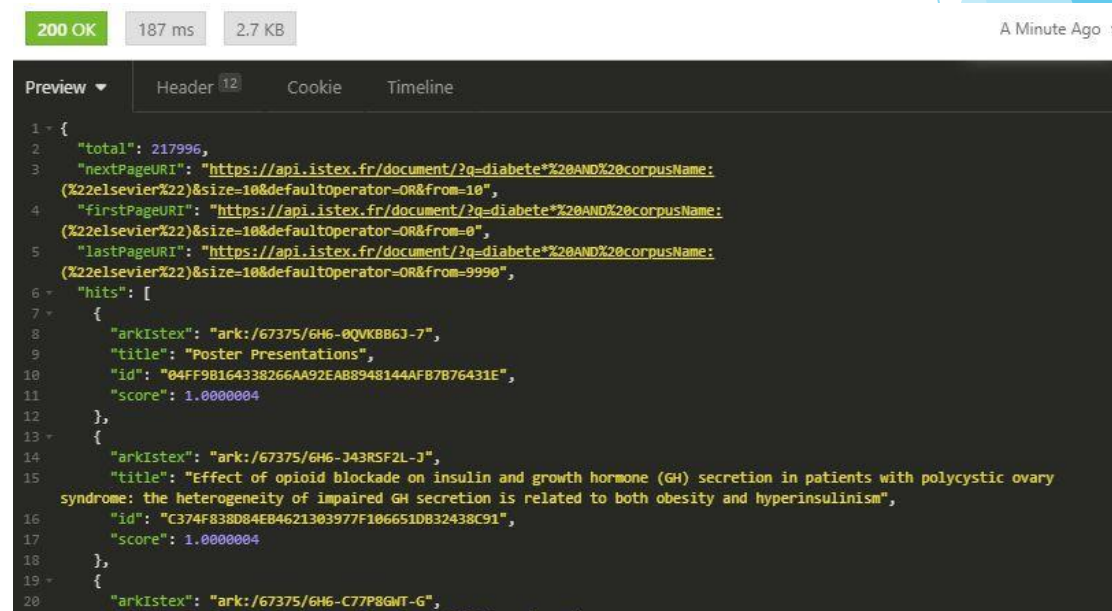 200 OK 187 ms 2.7 KB A Minute Ago
Preview Header 12 Cookie Timeline
1 {
2 "total": 217996,
3 "nextPageURI": "https://api.istex.fr/document/?q=diabete*%20AND%20corpusName:
(%22elsevier%22)&size=10&defaultOperator=OR&from=10",
4 "firstPageURI": "https://api.istex.fr/document/?q=diabete*%20AND%20corpusName:
(%22elsevier%22)&size=10&defaultOperator=OR&from=0",
5 "lastPageURI": "https://api.istex.fr/document/?q=diabete*%20AND%20corpusName:
(%22elsevier%22)&size=10&defaultOperator=OR&from=9990",
6 "hits": [
7 {
8 "arkIstex": "ark:/67375/6H6-0QVKBB6J-7",
9 "title": "Poster Presentations",
10 "id": "04FF9B164338266AA92EAB8948144AFB7B76431E",
11 "score": 1.0000004
12 },
13 {
14 "arkIstex": "ark:/67375/6H6-J43RSF2L-J",
15 "title": "Effect of opioid blockade on insulin and growth hormone (GH) secretion in patients with polycystic ovary
syndrome: the heterogeneity of impaired GH secretion is related to both obesity and hyperinsulinism",
16 "id": "C374F838D84EB4621303977F106651DB32438C91",
17 "score": 1.0000004
18 },
19 {
20 "arkIstex": "ark:/67375/6H6-C77P8GWT-G",